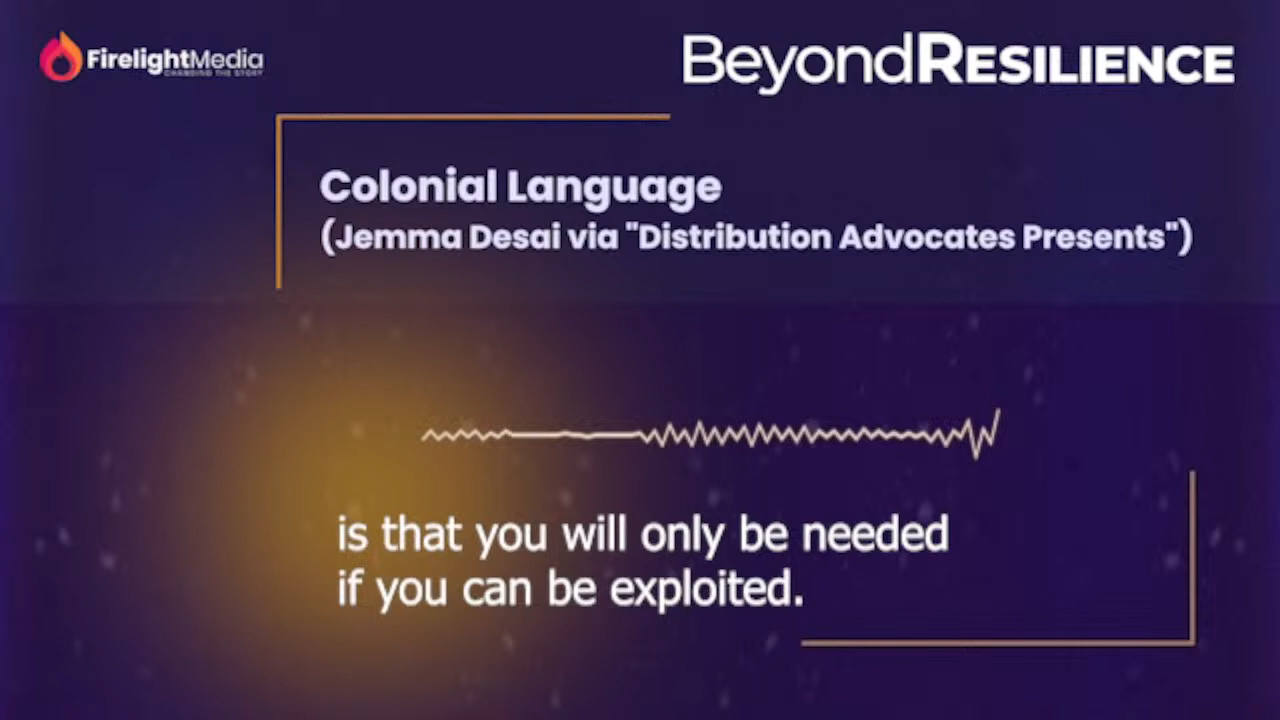 FirelightMedia
CHANGING THE STORY
BeyondRESILIENCE
Colonial Language
(Jemma Desai via "Distribution Advocates Presents")
is that you will only be needed
if you can be exploited.